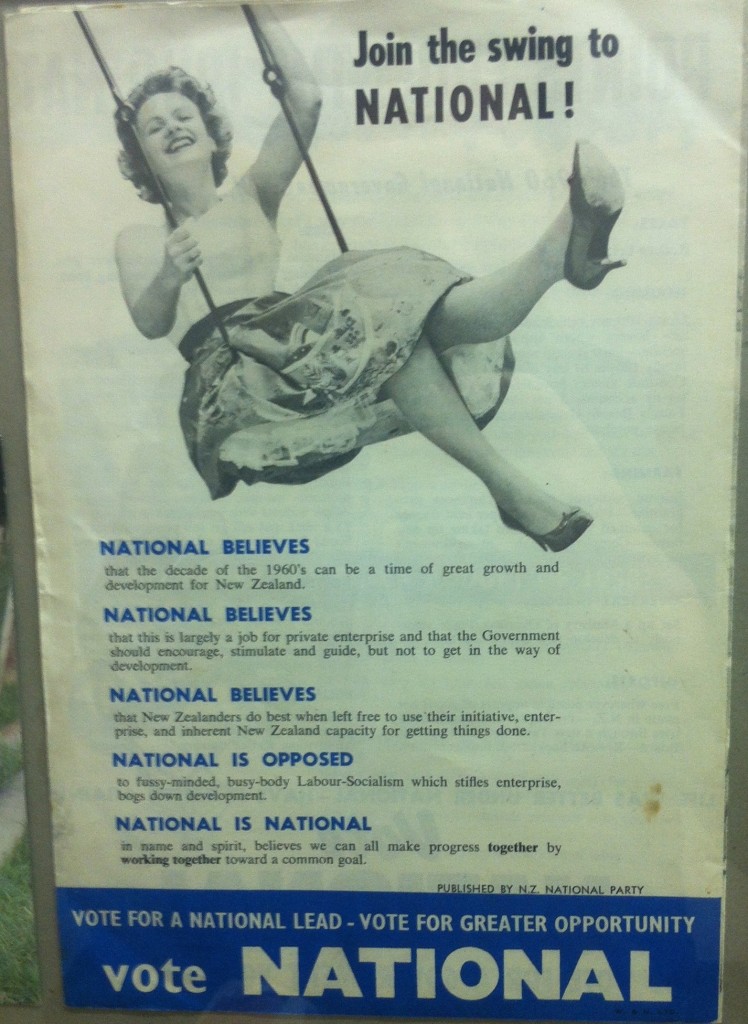 Join the swing to
NATIONAL!
NATIONAL BELIEVES
that the decade of the 1960's can be a time of great growth and
development for New Zealand.
NATIONAL BELIEVES
that this is largely a job for private enterprise and that the Government
should encourage, stimulate and guide, but not to get in the way of
development.
NATIONAL BELIEVES
that New Zealanders do best when left free to use their initiative, enter-
prise, and inherent New Zealand capacity for getting things done.
NATIONAL IS OPPOSED
to fussy-minded, busy-body Labour-Socialism which stifles enterprise,
bogs down development.
NATIONAL IS NATIONAL
in name and spirit, believes we can all make progress together by
working together toward a common goal.
PUBLISHED BY N.Z. NATIONAL PARTY
VOTE FOR A NATIONAL LEAD - VOTE FOR GREATER OPPORTUNITY
vote NATIONAL